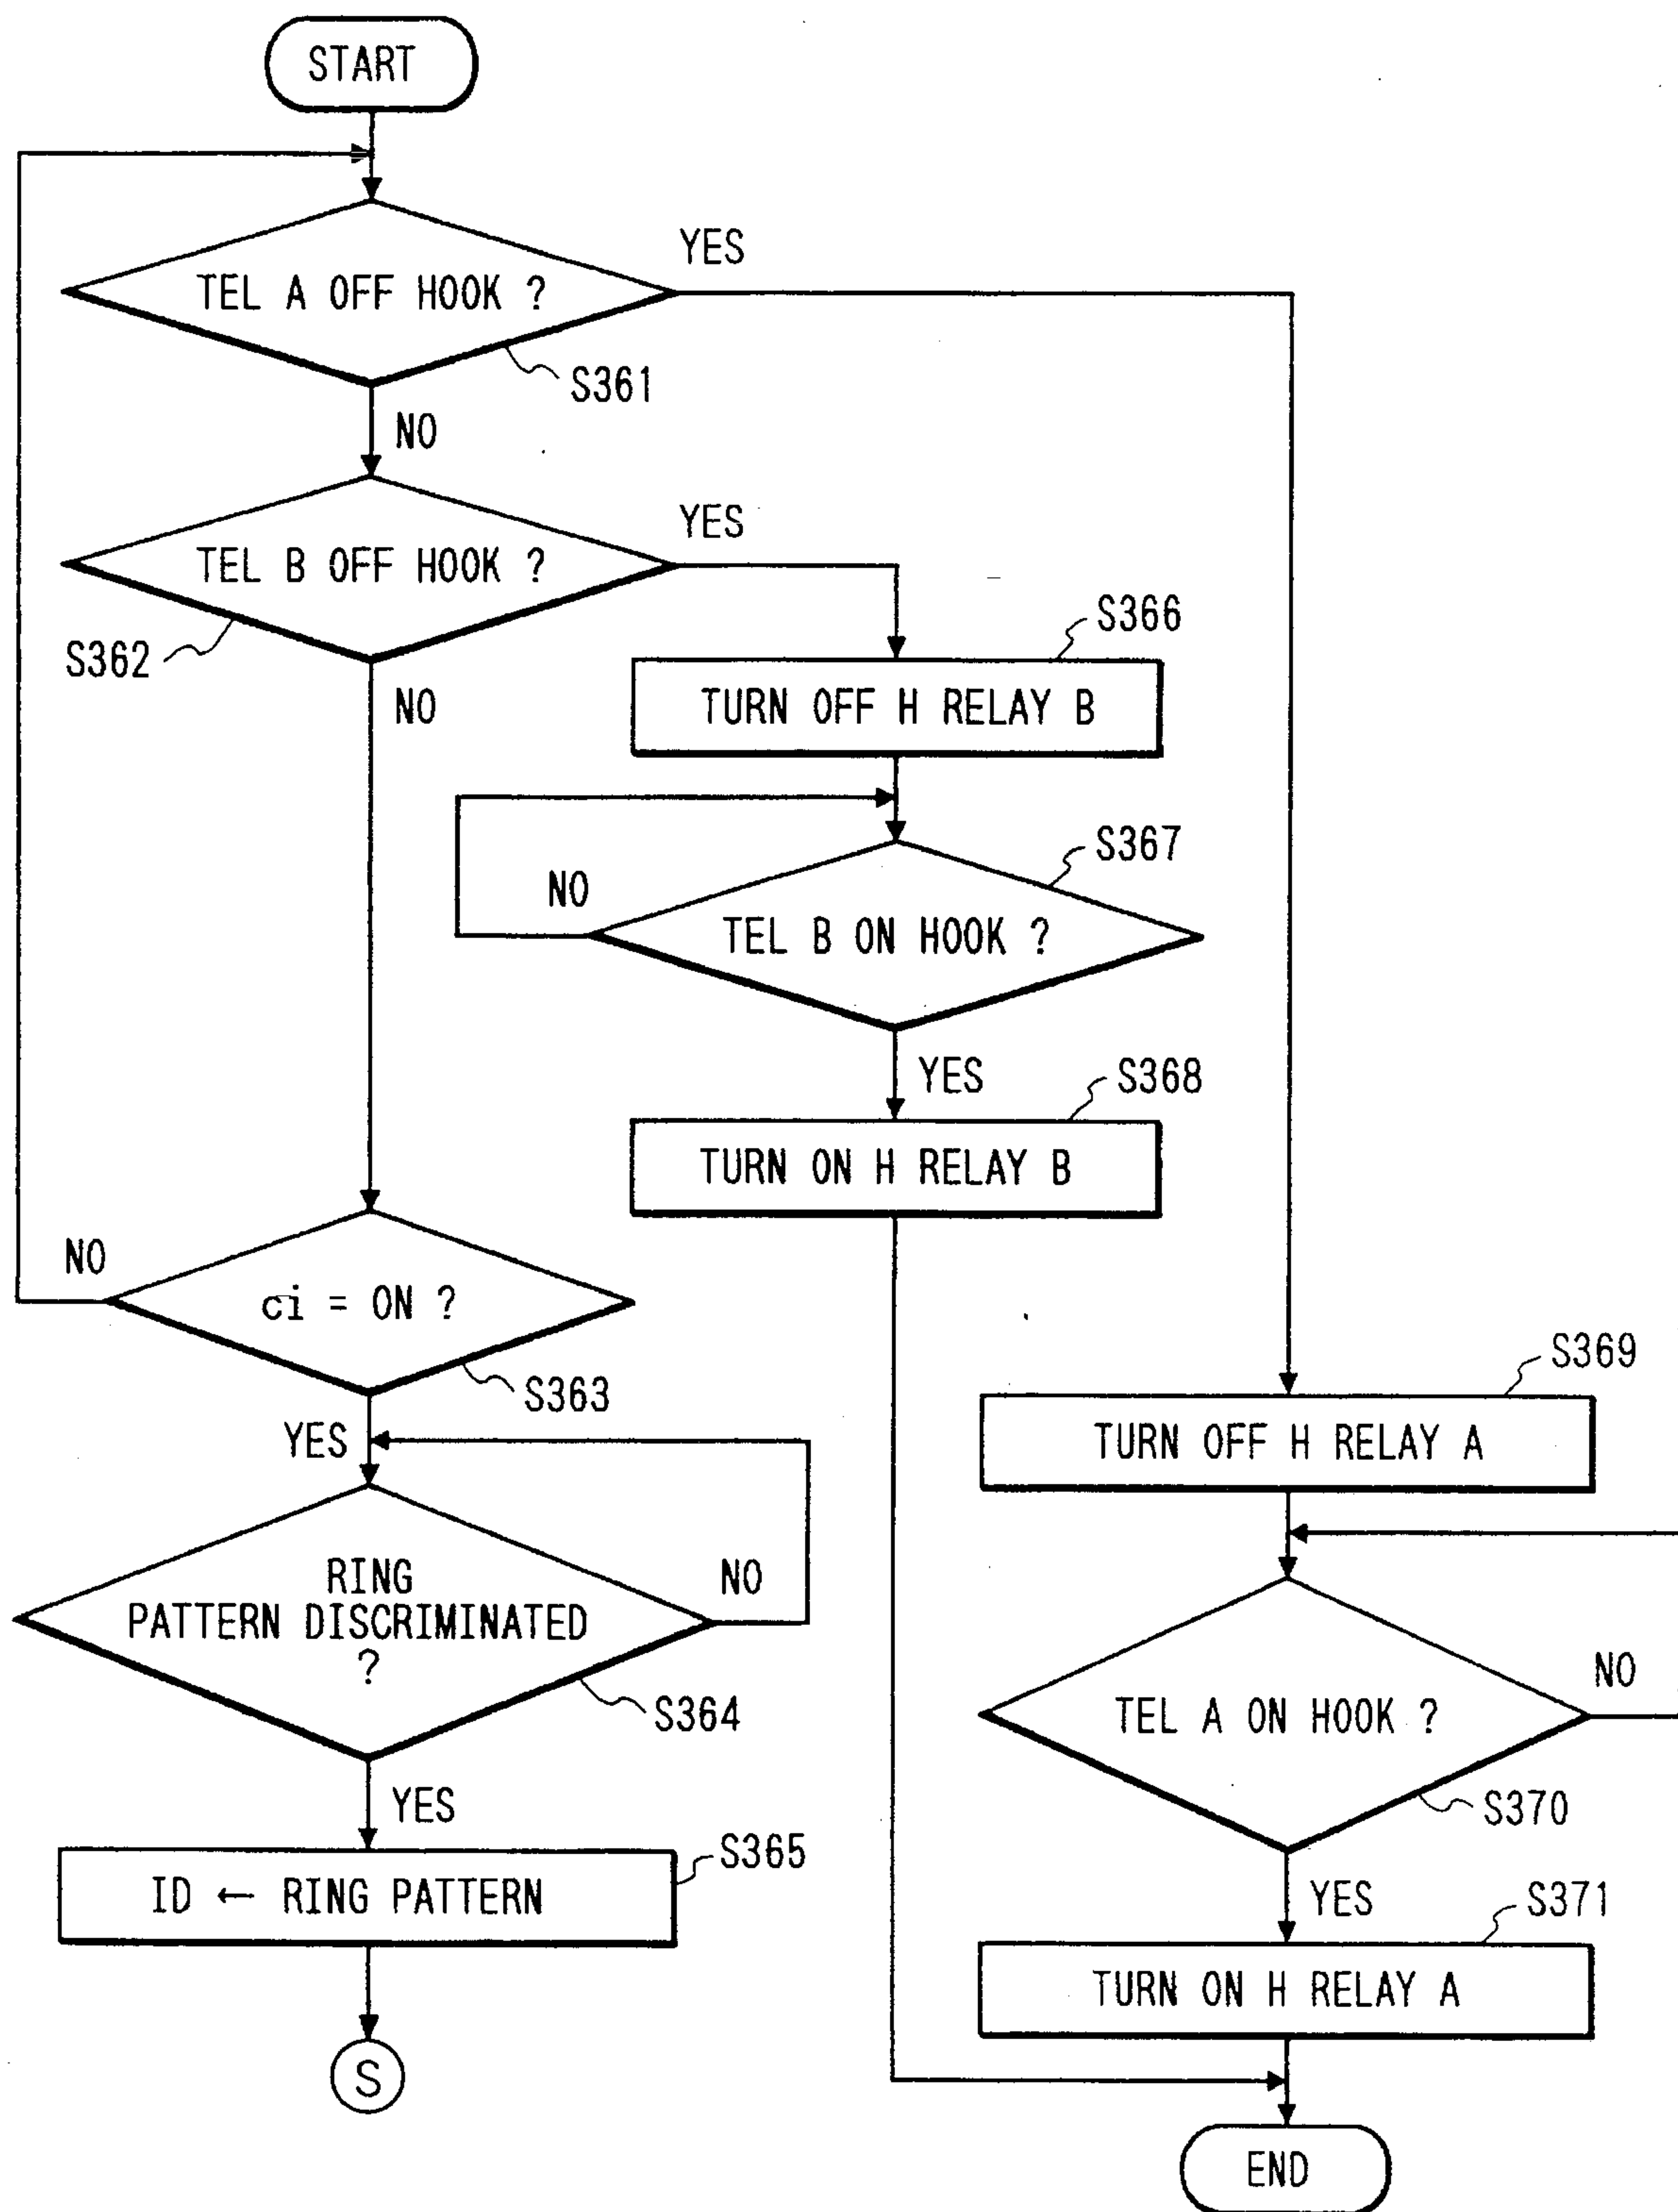 START
TEL A OFF HOOK ?
YES
S361
NO
TEL B OFF HOOK ?
YES
S362
NO
S366
TURN OFF H RELAY B
S367
NO
TEL B ON HOOK ?
YES
S368
TURN ON H RELAY B
NO
ci = ON ?
S363
YES
S369
TURN OFF H RELAY A
RING
PATTERN DISCRIMINATED
?
NO
S364
TEL A ON HOOK ?
NO
S370
YES
S365
ID ← RING PATTERN
YES
S371
TURN ON H RELAY A
S
END